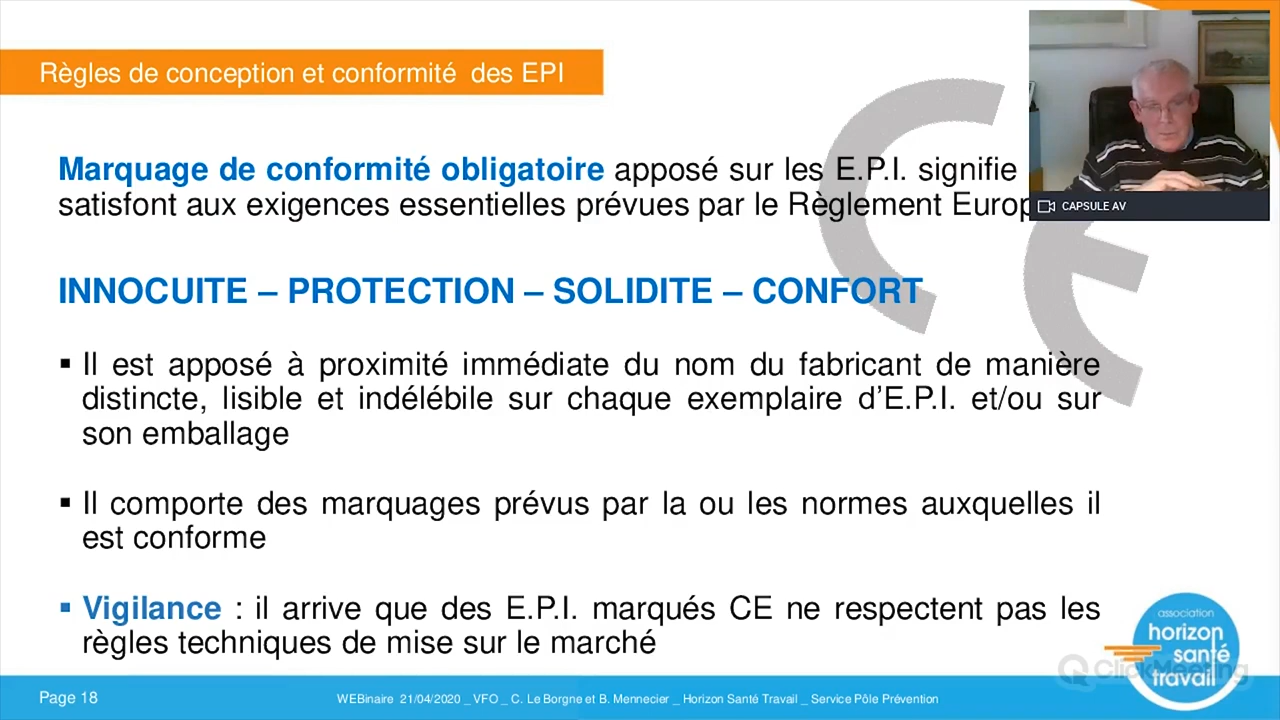 Règles de conception et conformité des EPI
Marquage de conformité obligatoire apposé sur les E.P.I. signifie
satisfont aux exigences essentielles prévues par le Règlement Europ
CAPSULE AV
INNOCUITE – PROTECTION – SOLIDITE – CONFORT
▪ Il est apposé à proximité immédiate du nom du fabricant de manière
distincte, lisible et indélébile sur chaque exemplaire d’E.P.I. et/ou sur
son emballage
▪ Il comporte des marquages prévus par la ou les normes auxquelles il
est conforme
▪ Vigilance : il arrive que des E.P.I. marqués CE ne respectent pas les
règles techniques de mise sur le marché
CE
association
horizon
santé
travail
ClickMeeting
Page 18
WEBinaire 21/04/2020 _ VFO _ C. Le Borgne et B. Mennecier _ Horizon Santé Travail _ Service Pôle Prévention